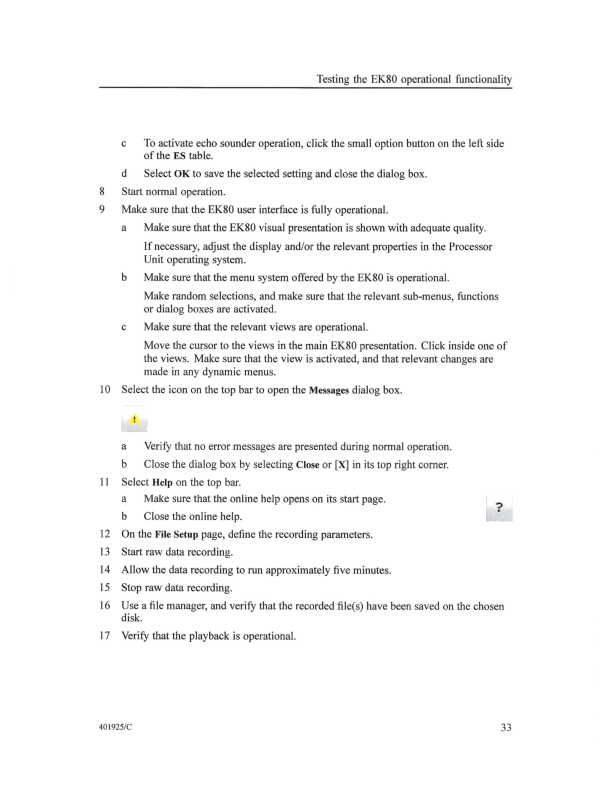 Testing the EK80 operational functionality
c To activate echo sounder operation, click the small option button on the left side
of the ES table.
d Select OK to save the selected setting and close the dialog box.
8 Start normal operation.
9 Make sure that the EK80 user interface is fully operational.
a Make sure that the EK80 visual presentation is shown with adequate quality.
If necessary, adjust the display and/or the relevant properties in the Processor
Unit operating system.
b Make sure that the menu system offered by the EK80 is operational.
Make random selections, and make sure that the relevant sub-menus, functions
or dialog boxes are activated.
c Make sure that the relevant views are operational.
Move the cursor to the views in the main EK80 presentation. Click inside one of
the views. Make sure that the view is activated, and that relevant changes are
made in any dynamic menus.
10 Select the icon on the top bar to open the Messages dialog box.
!
a Verify that no error messages are presented during normal operation.
b Close the dialog box by selecting Close or [X] in its top right corner.
11 Select Help on the top bar.
a Make sure that the online help opens on its start page.
?
b Close the online help.
12 On the File Setup page, define the recording parameters.
13 Start raw data recording.
14 Allow the data recording to run approximately five minutes.
15 Stop raw data recording.
16 Use a file manager, and verify that the recorded file(s) have been saved on the chosen
disk.
17 Verify that the playback is operational.
401925/C 33